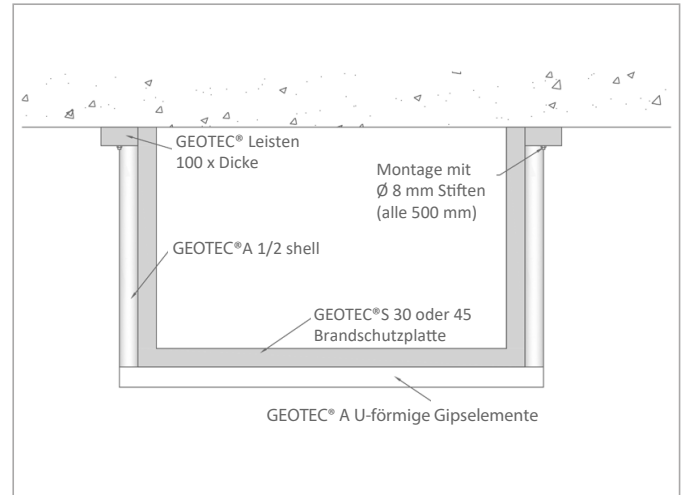 GEOTEC® Leisten
100 x Dicke
Montage mit
Ø 8 mm Stiften
(alle 500 mm)
GEOTEC®A 1/2 shell
GEOTEC®S 30 oder 45
Brandschutzplatte
GEOTEC® A U-förmige Gipselemente